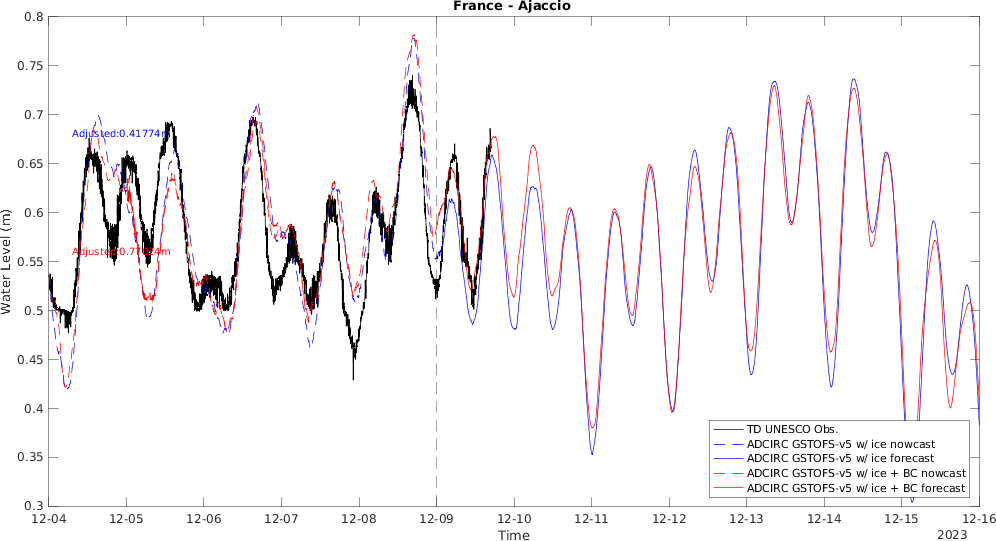 France - Ajaccio
0.8
0.75
0.7
0.65
0.6
0.55
0.5
0.45
0.4
0.35
0.3
Water Level (m)
Adjusted:0.41774m
TD UNESCO Obs.
ADCIRC GSTOFS-v5 w/ ice nowcast
ADCIRC GSTOFS-v5 w/ ice forecast
ADCIRC GSTOFS-v5 w/ ice + BC nowcast
ADCIRC GSTOFS-v5 w/ ice + BC forecast
12-04 12-05 12-06 12-07 12-08 12-09 12-10 12-11 12-12 12-13 12-14 12-15 12-16
Time
2023